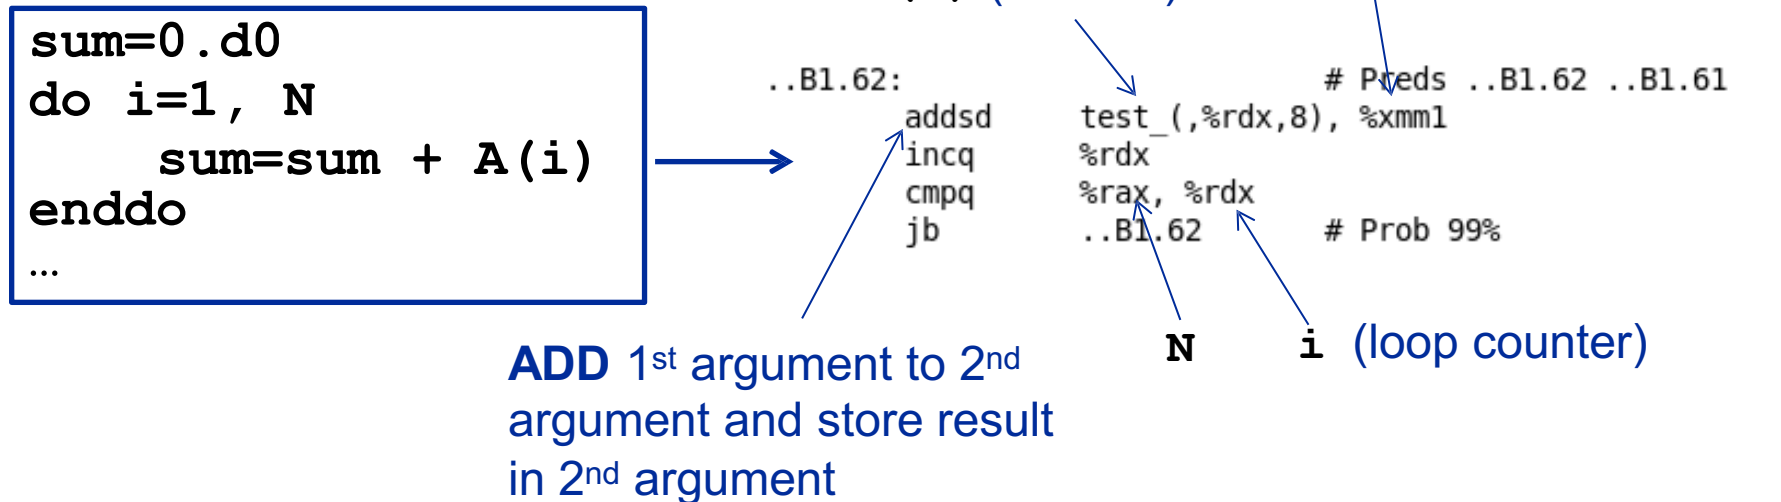 sum=0.d0
do i=1, N
sum=sum + A(i)
enddo
...
..B1.62: # Preds ..B1.62 ..B1.61
addsd test_(,%rdx,8), %xmm1
incq %rdx
cmpq %rax, %rdx
jb ..B1.62 # Prob 99%
N i (loop counter)
ADD 1st argument to 2nd
argument and store result
in 2nd argument